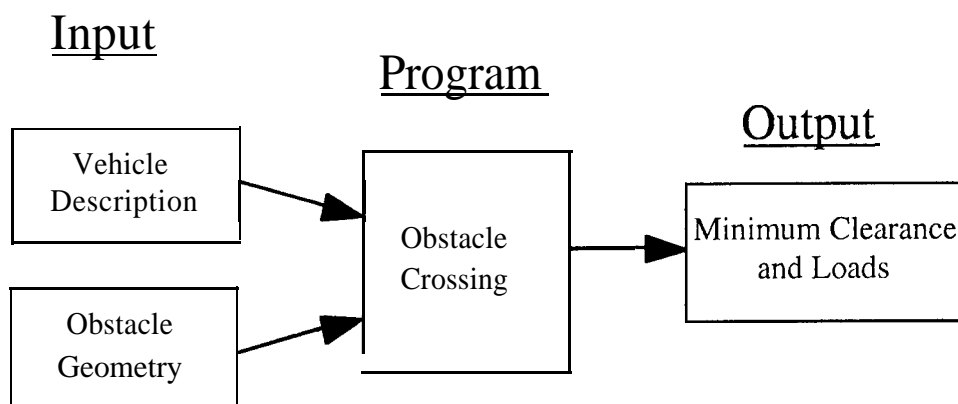 Input
Program
Output
Vehicle
Description
Obstacle
Geometry
Obstacle
Crossing
Minimum Clearance
and Loads